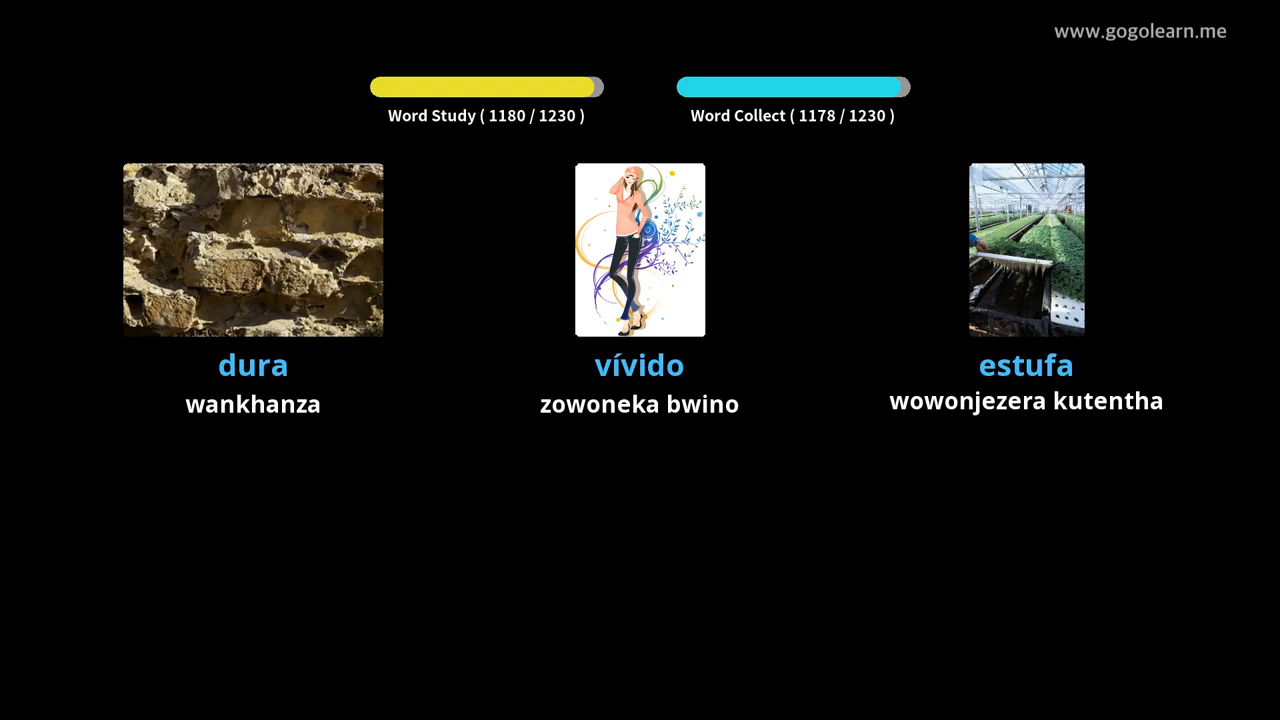 www.gogolearn.me
Word Study ( 1180 / 1230 )
Word Collect ( 1178 / 1230 )
dura
wankhanza
vívido
zowoneka bwino
estufa
wowonjezera kutentha